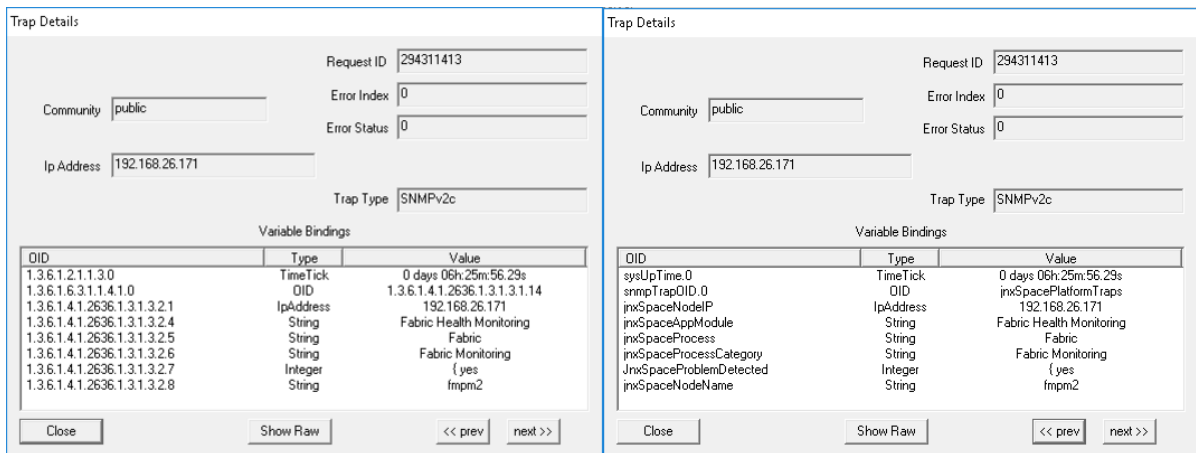 Trap Details
Request ID 294311413
Error Index 0
Community public
Error Status 0
Ip Address 192.168.26.171
Trap Type SNMPv2c
Variable Bindings
OID Type Value
1.3.6.1.2.1.1.3.0 TimeTick 0 days 06h:25m:56.29s
1.3.6.1.6.3.1.1.4.1.0 OID 1.3.6.1.4.1.2636.1.3.1.3.1.14
1.3.6.1.4.1.2636.1.3.1.3.2.1 IpAddress 192.168.26.171
1.3.6.1.4.1.2636.1.3.1.3.2.4 String Fabric Health Monitoring
1.3.6.1.4.1.2636.1.3.1.3.2.5 String Fabric
1.3.6.1.4.1.2636.1.3.1.3.2.6 String Fabric Monitoring
1.3.6.1.4.1.2636.1.3.1.3.2.7 Integer { yes
1.3.6.1.4.1.2636.1.3.1.3.2.8 String fmpm2
Close Show Raw << prev next >>
Trap Details
Request ID 294311413
Error Index 0
Community public
Error Status 0
Ip Address 192.168.26.171
Trap Type SNMPv2c
Variable Bindings
OID Type Value
sysUpTime.0 TimeTick 0 days 06h:25m:56.29s
snmpTrapOID.0 OID jnxSpacePlatformTraps
jnxSpaceNodeIP IpAddress 192.168.26.171
jnxSpaceAppModule String Fabric Health Monitoring
jnxSpaceProcess String Fabric
jnxSpaceProcessCategory String Fabric Monitoring
JnxSpaceProblemDetected Integer { yes
jnxSpaceNodeName String fmpm2
Close Show Raw << prev next >>